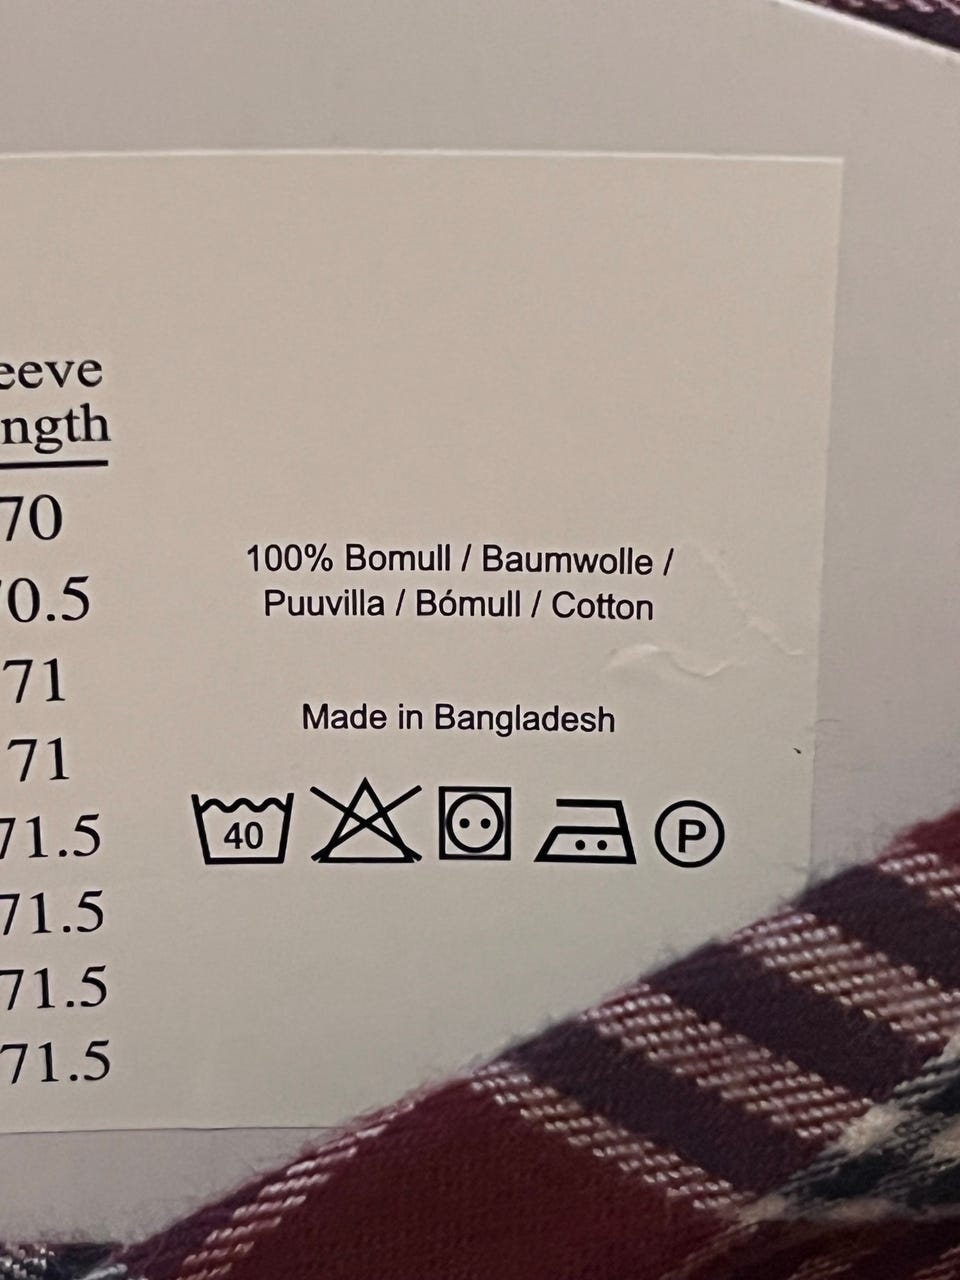 eeve
ngth
70
0.5
71
71
71.5
71.5
71.5
71.5
100% Bomull / Baumwolle /
Puuvilla / Bómull / Cotton
Made in Bangladesh
40
P